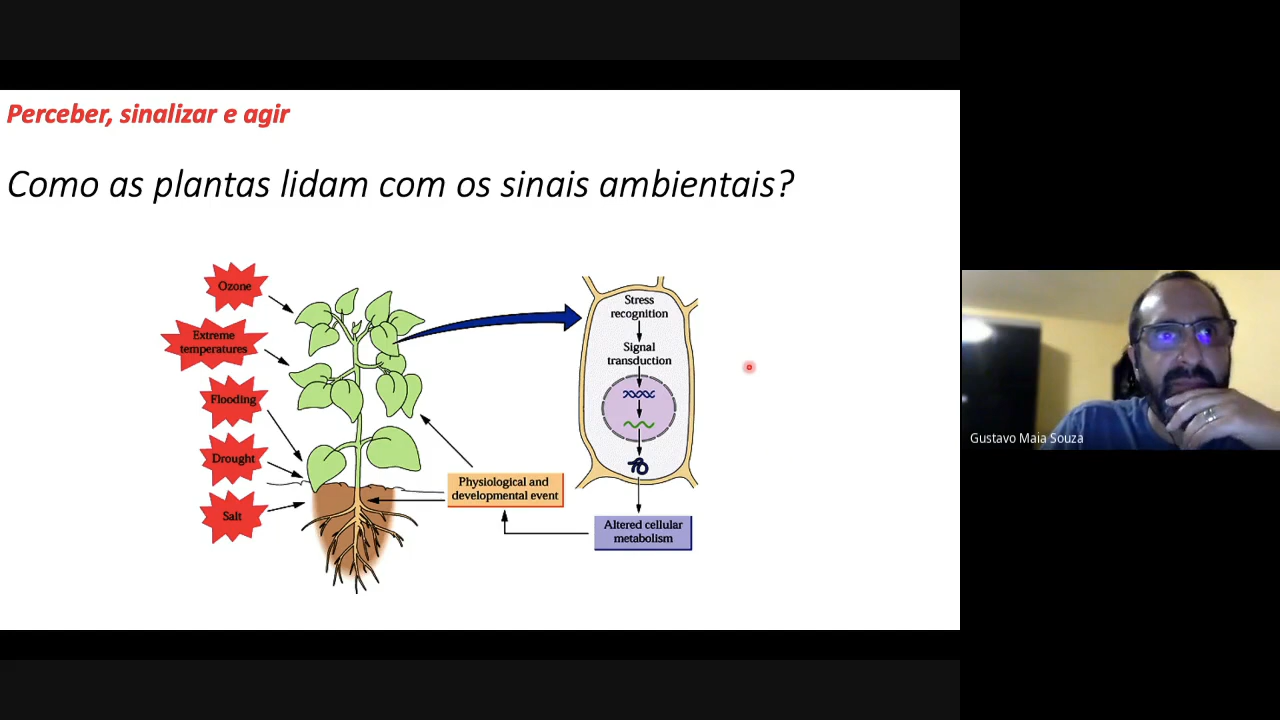 Perceber, sinalizar e agir
Como as plantas lidam com os sinais ambientais?
Ozone
Extreme
temperatures
Flooding
Drought
Salt
Stress
recognition
Signal
transduction
Physiological and
developmental event
Altered cellular
metabolism
Gustavo Maia Souza